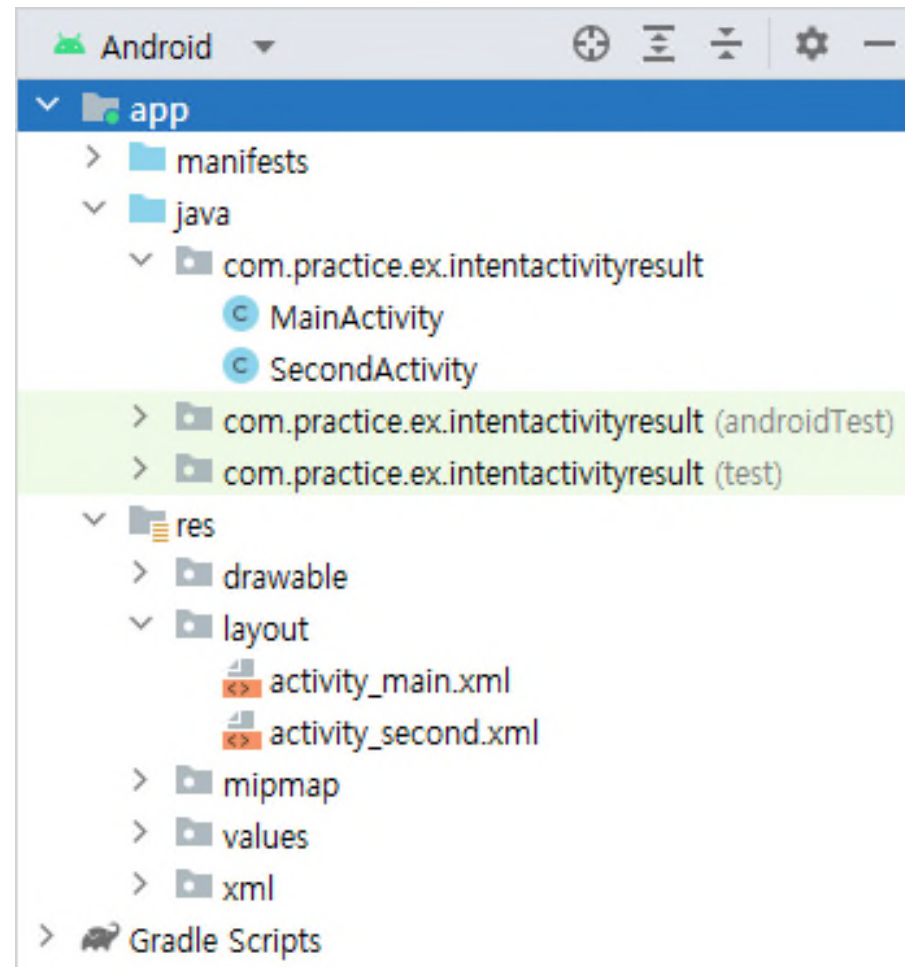 Android
app
manifests
java
com.practice.ex.intentactivityresult
C MainActivity
C SecondActivity
com.practice.ex.intentactivityresult (androidTest)
com.practice.ex.intentactivityresult (test)
res
drawable
layout
activity_main.xml
activity_second.xml
mipmap
values
xml
Gradle Scripts